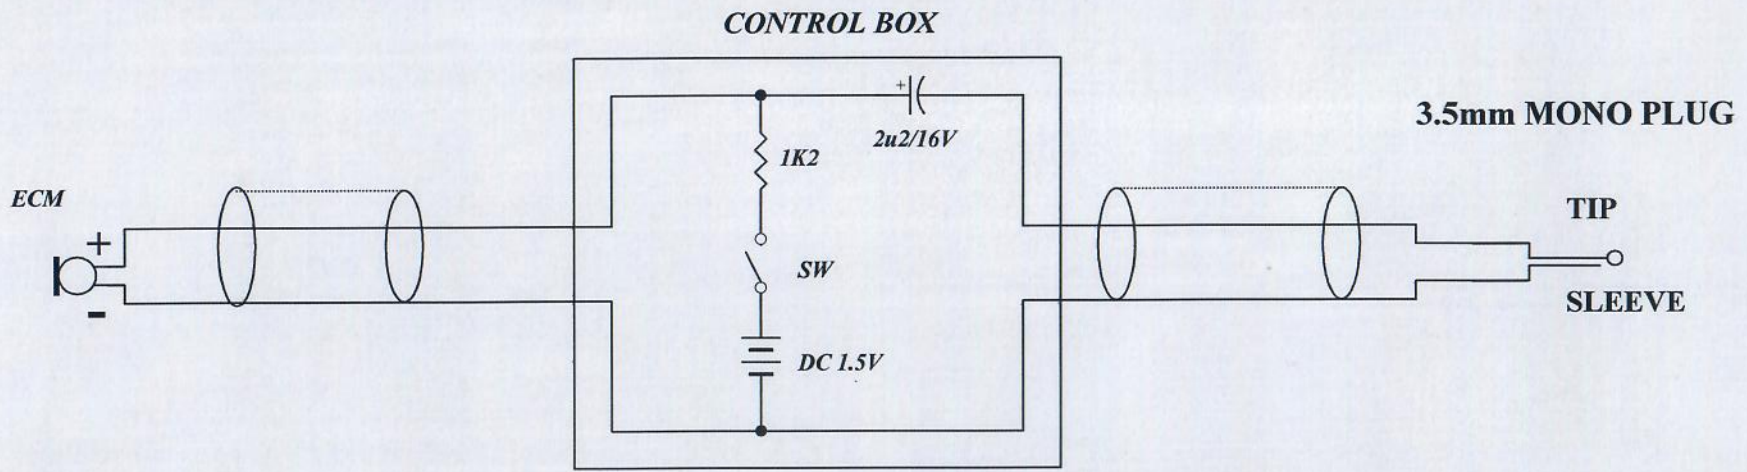 CONTROL BOX
+
2u2/16V
3.5mm MONO PLUG
1K2
ECM
+
TIP
SW
-
SLEEVE
DC 1.5V